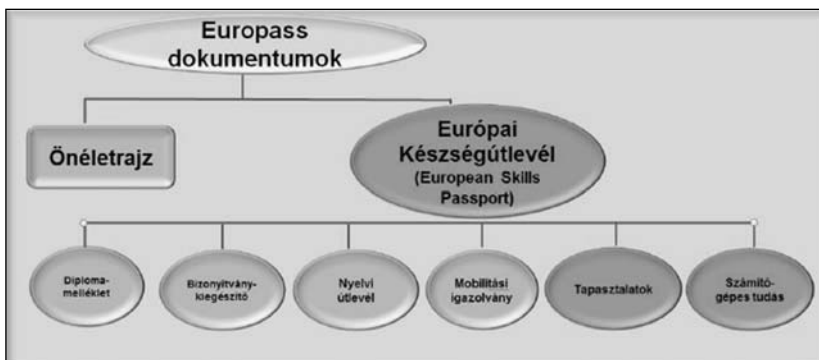 Europass
dokumentumok
Önéletrajz
Európai
Készségútlevél
(European Skills
Passport)
Diploma-
melléklet
Bizonyítvány-
kiegészítő
Nyelvi
útlevél
Mobilitási
igazolvány
Tapasztalatok
Számító-
gépes tudás